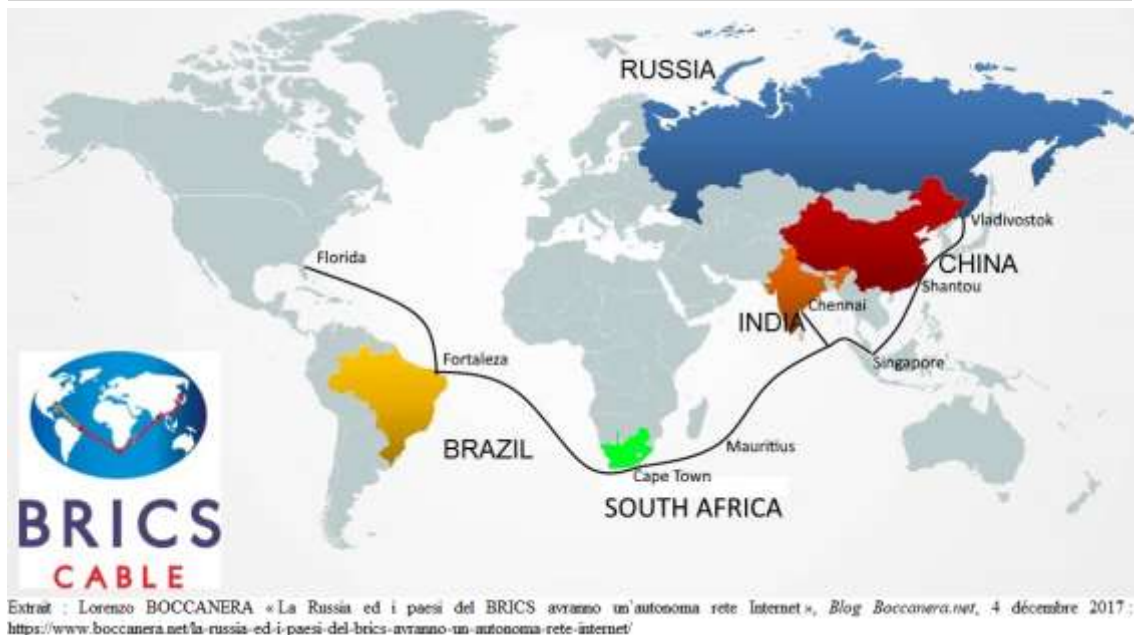 RUSSIA
Vladivostok
Florida
CHINA
Shantou
Chennai
INDIA
Fortaleza
Singapore
BRAZIL
Mauritius
Cape Town
SOUTH AFRICA
BRICS
CABLE
Extrait : Lorenzo BOCCANERA « La Russia ed i paesi del BRICS avranno un'autonoma rete Internet », Blog Boccanera.net, 4 décembre 2017 :
https://www.boccanera.net/la-russia-ed-i-paesi-del-brics-avranno-un-autonoma-rete-internet/